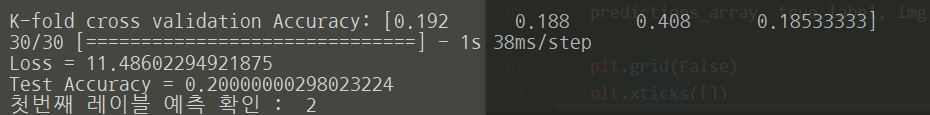 K-fold cross validation Accuracy: [0.192      0.188      0.408      0.18533333]
30/30 [==============================] - 1s 38ms/step
Loss = 11.48602294921875
Test Accuracy = 0.20000000298023224
첫번째 레이블 예측 확인 :  2
predictions_array, true_label, img
287 plt.grid(False)
288 plt.xticks([])